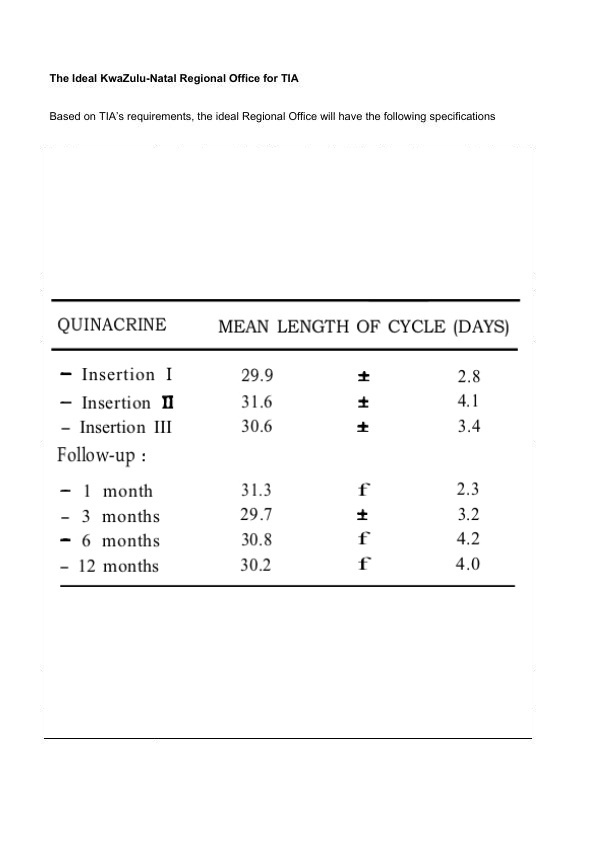 The Ideal KwaZulu-Natal Regional Office for TIA
Based on TIA's requirements, the ideal Regional Office will have the following specifications
QUINACRINE MEAN LENGTH OF CYCLE (DAYS)
– Insertion I 29.9 ± 2.8
– Insertion II 31.6 ± 4.1
– Insertion III 30.6 ± 3.4
Follow-up :
– 1 month 31.3 f 2.3
– 3 months 29.7 ± 3.2
– 6 months 30.8 f 4.2
– 12 months 30.2 f 4.0